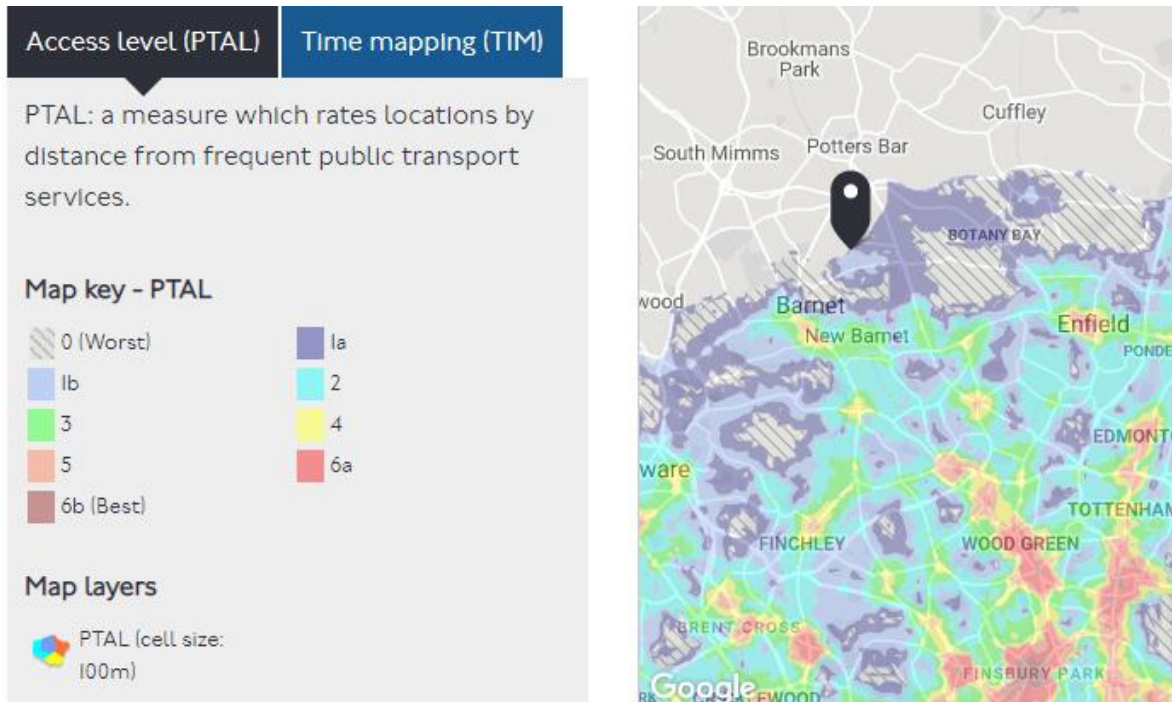 Access level (PTAL)
Time mapping (TIM)
PTAL: a measure which rates locations by
distance from frequent public transport
services.
Map key - PTAL
0 (Worst)
1a
1b
2
3
4
5
6a
6b (Best)
Map layers
PTAL (cell size:
100m)
Brookmans
Park
Cuffley
Potters Bar
South Mimms
BOTANY BAY
wood
Barnet
New Barnet
Enfield
PONDE
EDMONT
ware
TOTTENHAM
FINCHLEY
WOOD GREEN
BRENT CROSS
FINSBURY PARK
Google